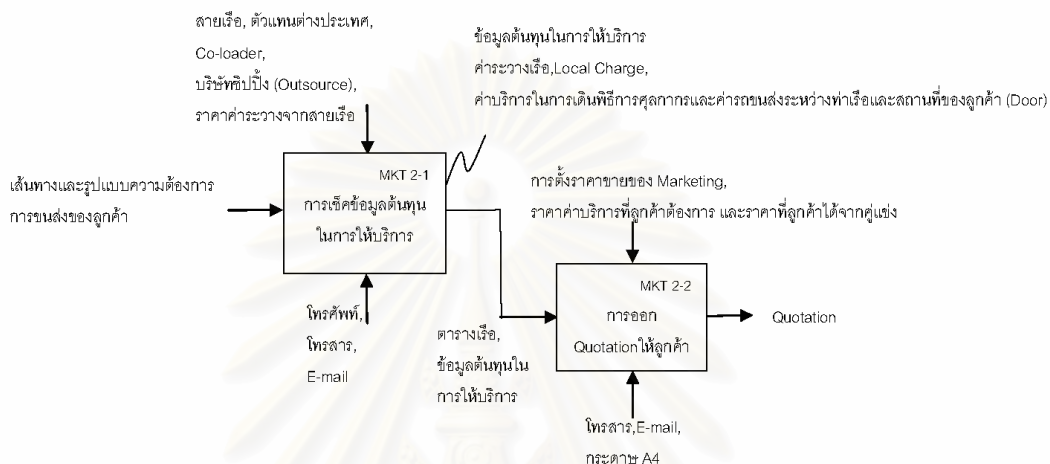 สายเรือ, ตัวแทนต่างประเทศ,
Co-loader,
บริษัทชิปปิ้ง (Outsource),
ราคาค่าระวางจากสายเรือ
ข้อมูลต้นทุนในการให้บริการ
ค่าระวางเรือ,Local Charge,
ค่าบริการในการเดินพิธีการศุลกากรและค่ารถขนส่งระหว่างท่าเรือและสถานที่ของลูกค้า (Door)
เส้นทางและรูปแบบความต้องการ
การขนส่งของลูกค้า
MKT 2-1
การเช็คข้อมูลต้นทุน
ในการให้บริการ
การตั้งราคาขายของ Marketing,
ราคาค่าบริการที่ลูกค้าต้องการ และราคาที่ลูกค้าได้จากคู่แข่ง
โทรศัพท์,
โทรสาร,
E-mail
ตารางเรือ,
ข้อมูลต้นทุนใน
การให้บริการ
MKT 2-2
การออก
Quotationให้ลูกค้า
Quotation
โทรสาร,E-mail,
กระดาษ A4